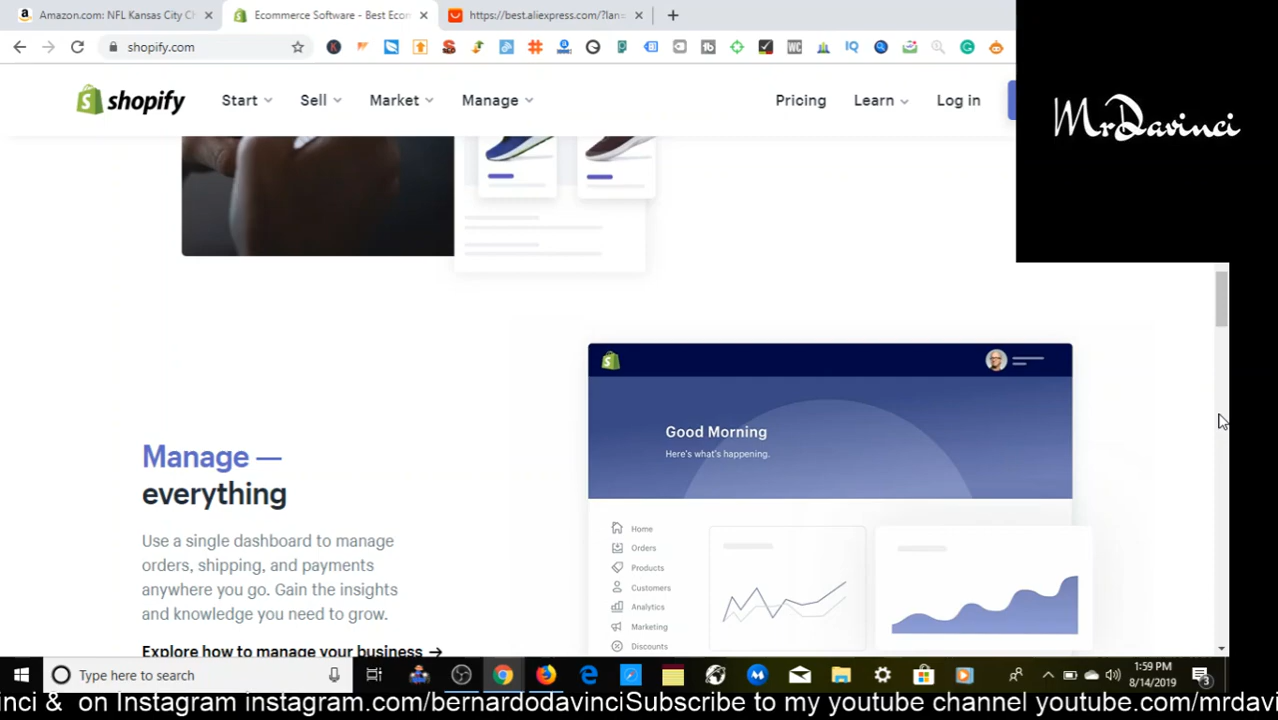 Amazon.com: NFL Kansas City C
Ecommerce Software - Best Ecom
https://best.aliexpress.com/?lan=
shopify.com
shopify
Start
Sell
Market
Manage
Pricing
Learn
Log in
MrDavinci
Good Morning
Here's what's happening.
Home
Orders
Products
Customers
Analytics
Marketing
Discounts
Manage —
everything
Use a single dashboard to manage
orders, shipping, and payments
anywhere you go. Gain the insights
and knowledge you need to grow.
Explore how to manage your business →
Type here to search
1:59 PM
8/14/2019
3
inci & on Instagram instagram.com/bernardodavinciSubscribe to my youtube channel youtube.com/mrdavinci